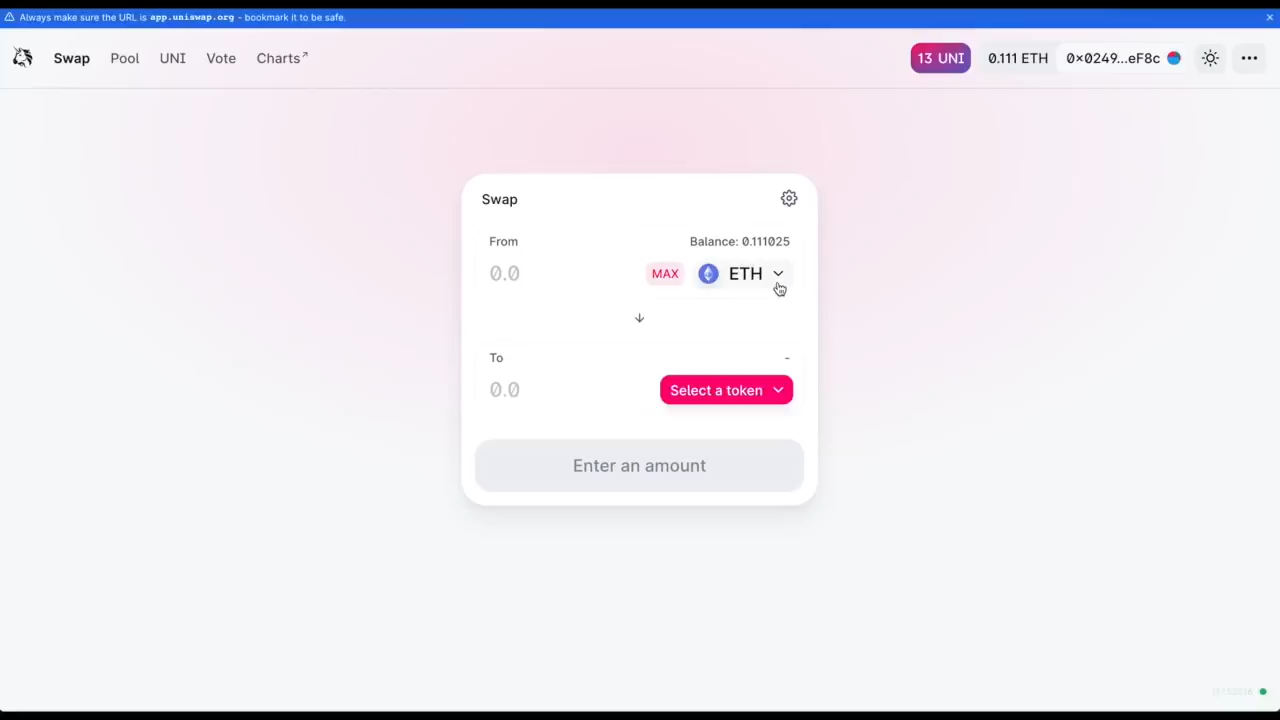 Always make sure the URL is app.uniswap.org - bookmark it to be safe.
Swap Pool UNI Vote Charts↗ 13 UNI 0.111 ETH 0x0249...eF8c
Swap
From Balance: 0.111025
0.0 MAX ETH
To -
0.0 Select a token
Enter an amount